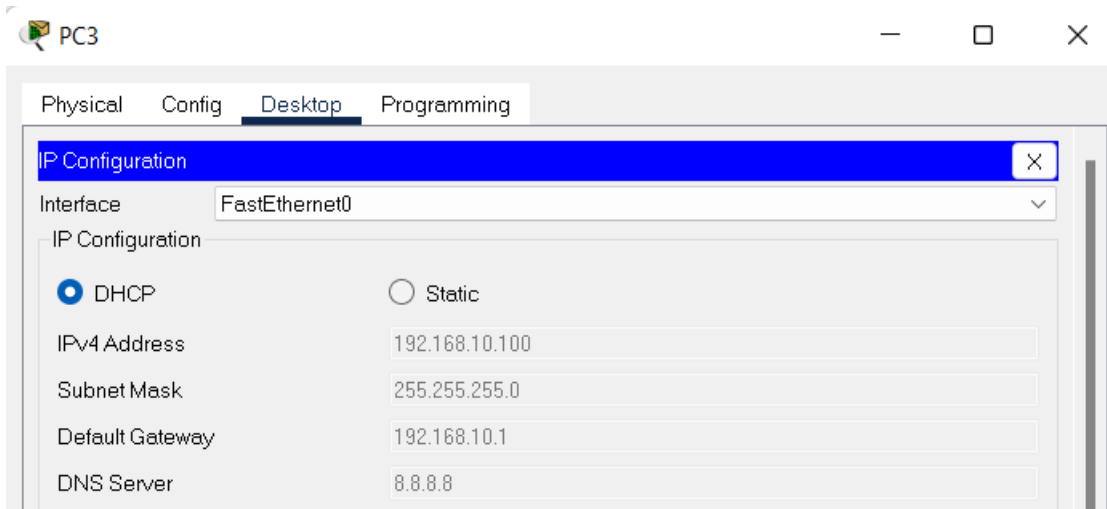 PC3
Physical Config Desktop Programming
IP Configuration X
Interface FastEthernet0
IP Configuration
DHCP Static
IPv4 Address 192.168.10.100
Subnet Mask 255.255.255.0
Default Gateway 192.168.10.1
DNS Server 8.8.8.8